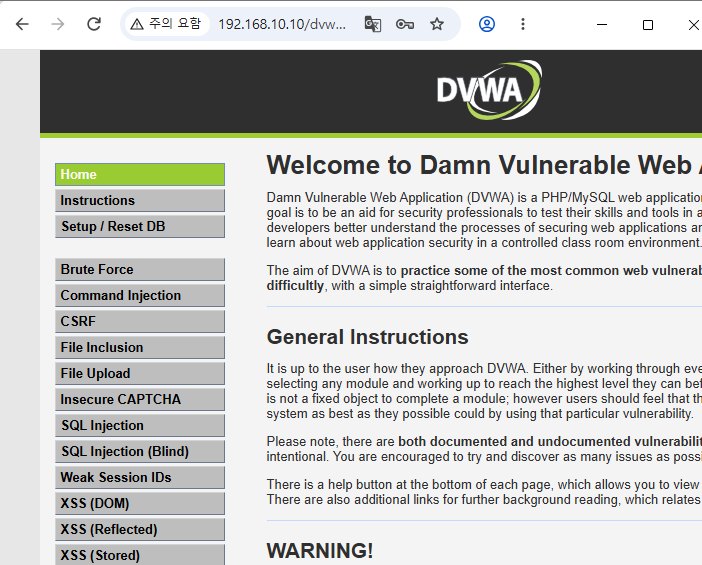 주의 요함
192.168.10.10/dvw...
DVWA
Home
Instructions
Setup / Reset DB
Brute Force
Command Injection
CSRF
File Inclusion
File Upload
Insecure CAPTCHA
SQL Injection
SQL Injection (Blind)
Weak Session IDs
XSS (DOM)
XSS (Reflected)
XSS (Stored)
Welcome to Damn Vulnerable Web
Damn Vulnerable Web Application (DVWA) is a PHP/MySQL web application
goal is to be an aid for security professionals to test their skills and tools in a
developers better understand the processes of securing web applications
learn about web application security in a controlled class room environment.
The aim of DVWA is to practice some of the most common web
difficultly, with a simple straightforward interface.
General Instructions
It is up to the user how they approach DVWA. Either by working through
selecting any module and working up to reach the highest level they can
is not a fixed object to complete a module; however users should feel that
system as best as they possible could by using that particular vulnerability.
Please note, there are both documented and undocumented
intentional. You are encouraged to try and discover as many issues as
There is a help button at the bottom of each page, which allows you to view
There are also additional links for further background reading, which relates
WARNING!